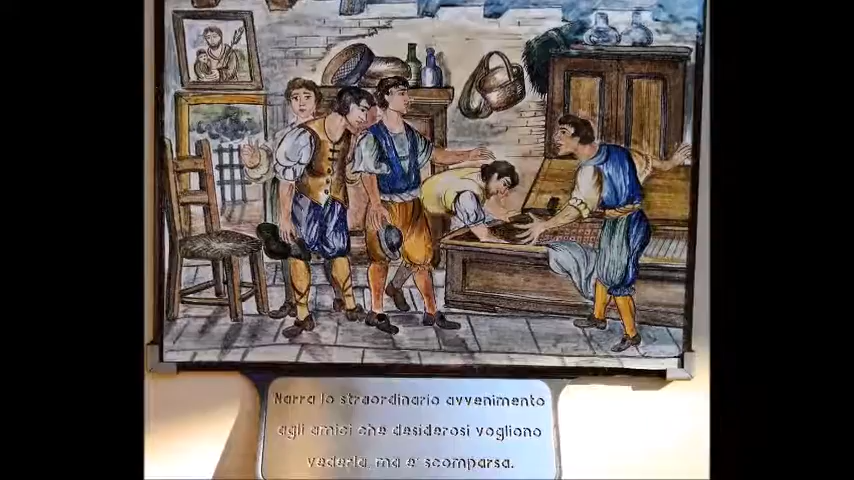 Narra lo straordinario avvenimento
agli amici che desiderosi vogliono
vederla, ma e' scomparsa.